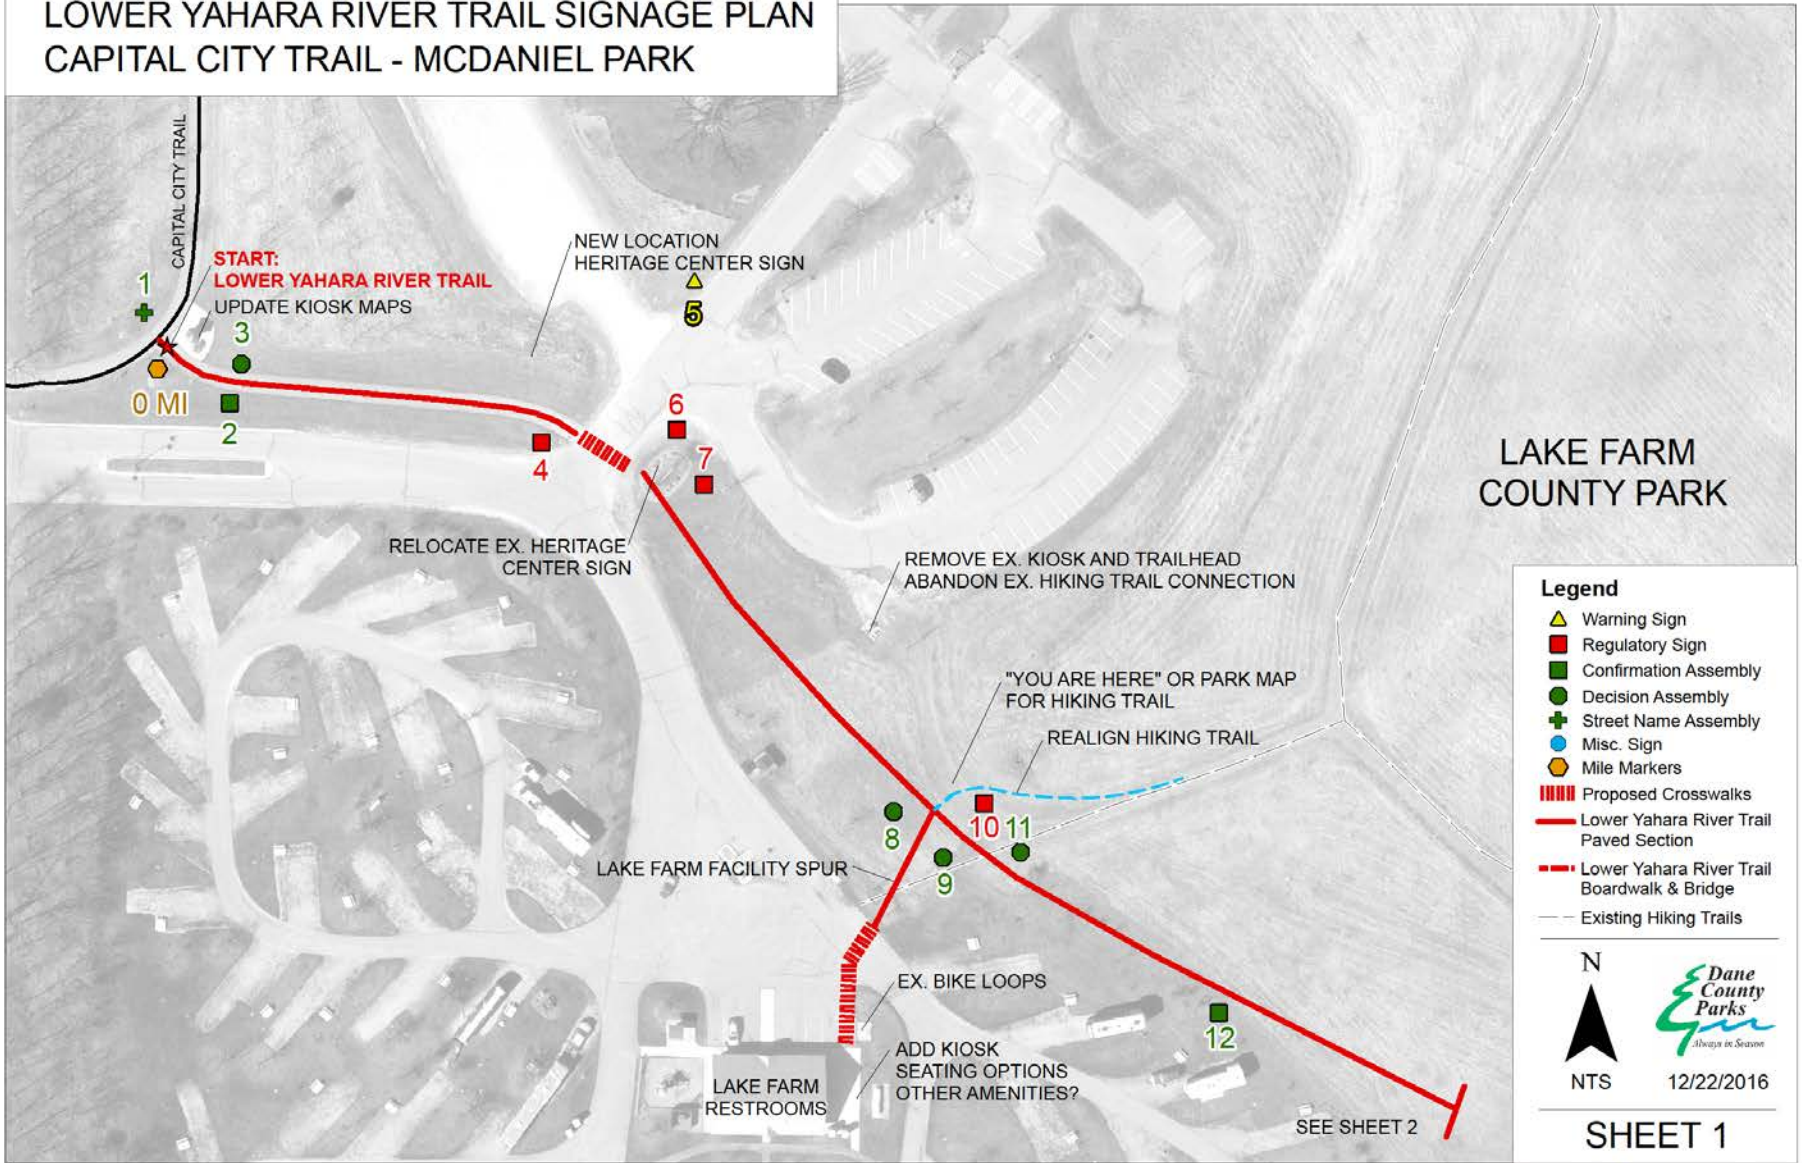 LOWER YAHARA RIVER TRAIL SIGNAGE PLAN
CAPITAL CITY TRAIL - MCDANIEL PARK
CAPITAL CITY TRAIL
START:
LOWER YAHARA RIVER TRAIL
UPDATE KIOSK MAPS
1
3
0 MI
2
NEW LOCATION
HERITAGE CENTER SIGN
5
6
4
7
RELOCATE EX. HERITAGE
CENTER SIGN
LAKE FARM
COUNTY PARK
REMOVE EX. KIOSK AND TRAILHEAD
ABANDON EX. HIKING TRAIL CONNECTION
"YOU ARE HERE" OR PARK MAP
FOR HIKING TRAIL
REALIGN HIKING TRAIL
8
10
11
9
LAKE FARM FACILITY SPUR
EX. BIKE LOOPS
12
ADD KIOSK
SEATING OPTIONS
OTHER AMENITIES?
LAKE FARM
RESTROOMS
SEE SHEET 2
Legend
Warning Sign
Regulatory Sign
Confirmation Assembly
Decision Assembly
Street Name Assembly
Misc. Sign
Mile Markers
Proposed Crosswalks
Lower Yahara River Trail
Paved Section
Lower Yahara River Trail
Boardwalk & Bridge
Existing Hiking Trails
N
NTS
Dane
County
Parks
Always in Season
12/22/2016
SHEET 1